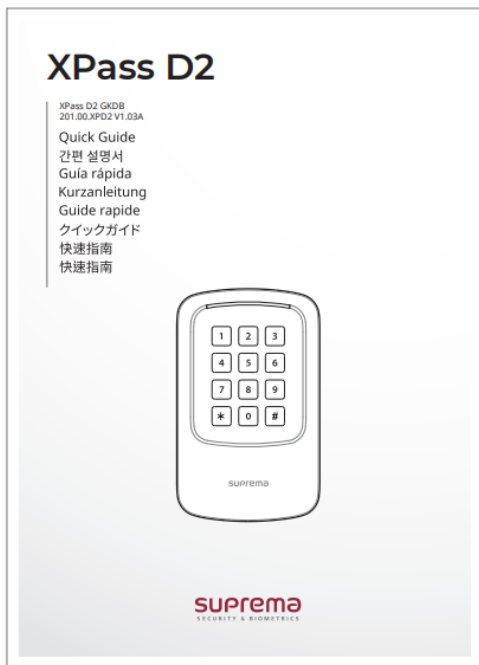 XPass D2
XPass D2 GKDB
201.00.XPD2 V1.03A
Quick Guide
간편 설명서
Guía rápida
Kurzanleitung
Guide rapide
クイックガイド
快速指南
快速指南
1 2 3
4 5 6
7 8 9
* 0 #
suprema
suprema
SECURITY & BIOMETRICS